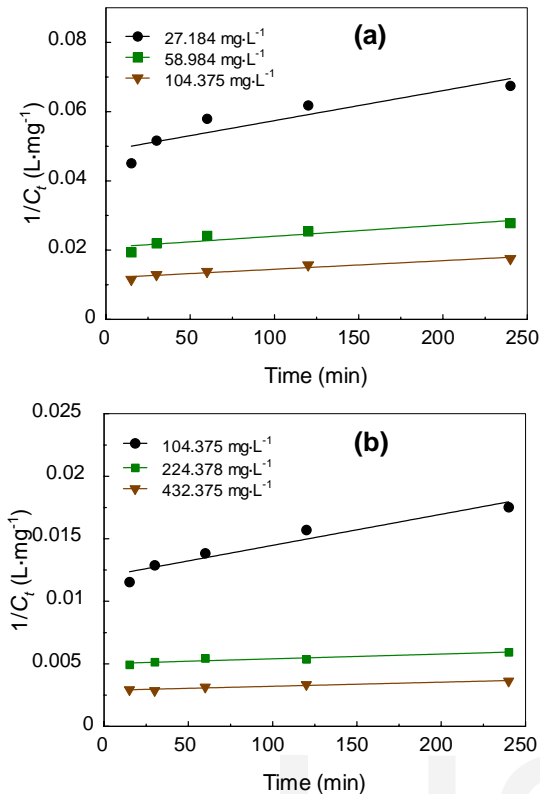 0.08
(a)
27.184 mg·L⁻¹
58.984 mg·L⁻¹
104.375 mg·L⁻¹
0.06
0.04
0.02
0
1/Cₜ (L·mg⁻¹)
0 50 100 150 200 250
Time (min)
0.025
(b)
104.375 mg·L⁻¹
224.378 mg·L⁻¹
432.375 mg·L⁻¹
0.02
0.015
0.01
0.005
0
1/Cₜ (L·mg⁻¹)
0 50 100 150 200 250
Time (min)